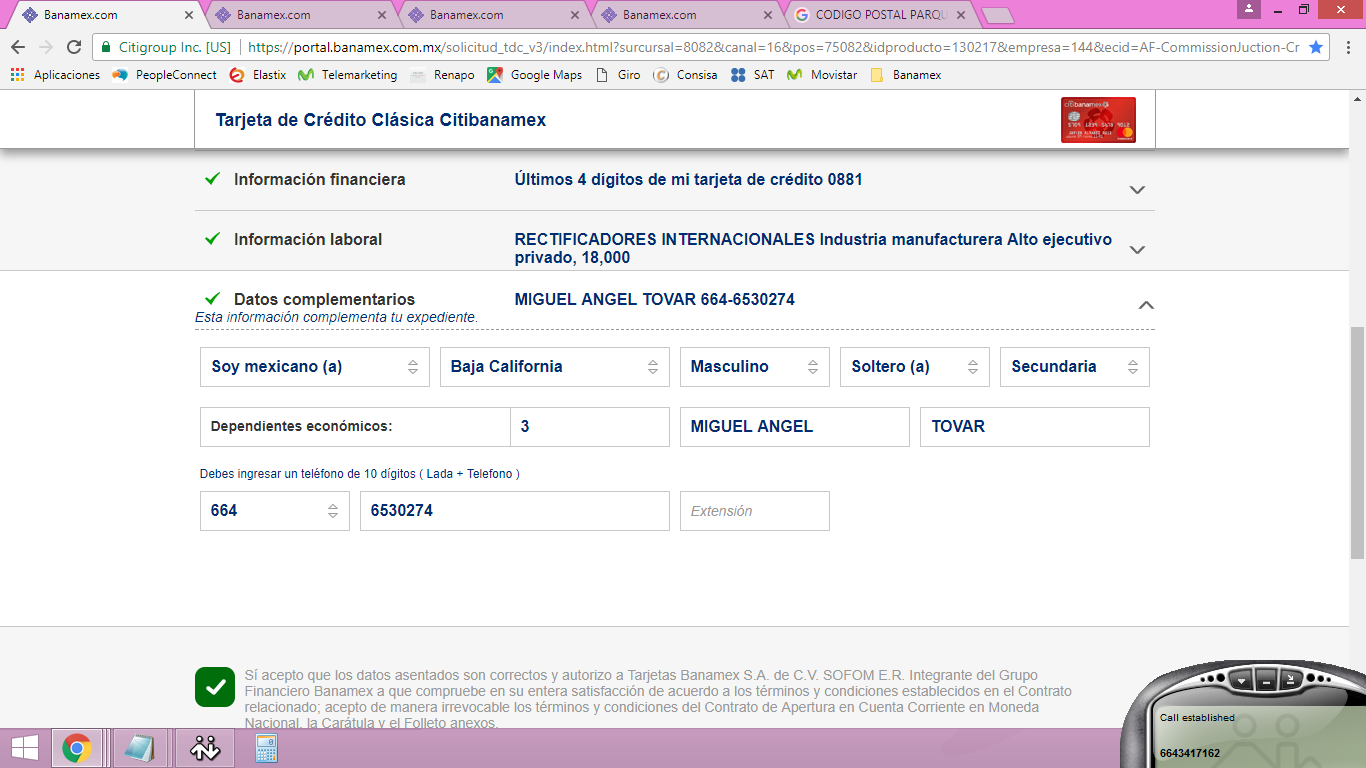 Banamex.com
Banamex.com
Banamex.com
Banamex.com
CODIGO POSTAL PARQU
Citigroup Inc. [US]
https://portal.banamex.com.mx/solicitud_tdc_v3/index.html?surcursal=8082&canal=16&pos=75082&idproducto=130217&empresa=144&ecid=AF-CommissionJuction-Cr
Aplicaciones PeopleConnect Elastix Telemarketing Renapo Google Maps Giro Consisa SAT Movistar Banamex
Tarjeta de Crédito Clásica Citibanamex
Información financiera
Últimos 4 dígitos de mi tarjeta de crédito 0881
Información laboral
RECTIFICADORES INTERNACIONALES Industria manufacturera Alto ejecutivo
privado, 18,000
Datos complementarios
MIGUEL ANGEL TOVAR 664-6530274
Esta información complementa tu expediente.
Soy mexicano (a)
Baja California
Masculino
Soltero (a)
Secundaria
Dependientes económicos:
3
MIGUEL ANGEL
TOVAR
Debes ingresar un teléfono de 10 dígitos ( Lada + Telefono )
664
6530274
Extensión
Sí acepto que los datos asentados son correctos y autorizo a Tarjetas Banamex S.A. de C.V. SOFOM E.R. Integrante del Grupo
Financiero Banamex a que compruebe en su entera satisfacción de acuerdo a los términos y condiciones establecidos en el Contrato
relacionado; acepto de manera irrevocable los términos y condiciones del Contrato de Apertura en Cuenta Corriente en Moneda
Nacional, la Carátula y el Folleto anexos.
Call established
6643417162